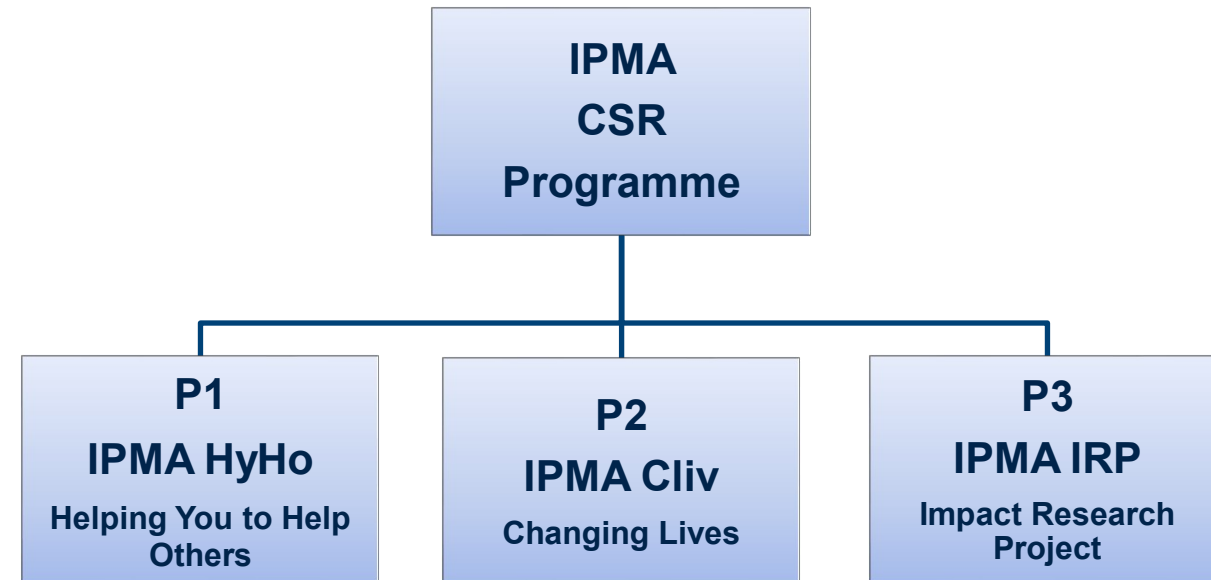 IPMA
CSR
Programme
P1
IPMA HyHo
Helping You to Help
Others
P2
IPMA Cliv
Changing Lives
P3
IPMA IRP
Impact Research
Project